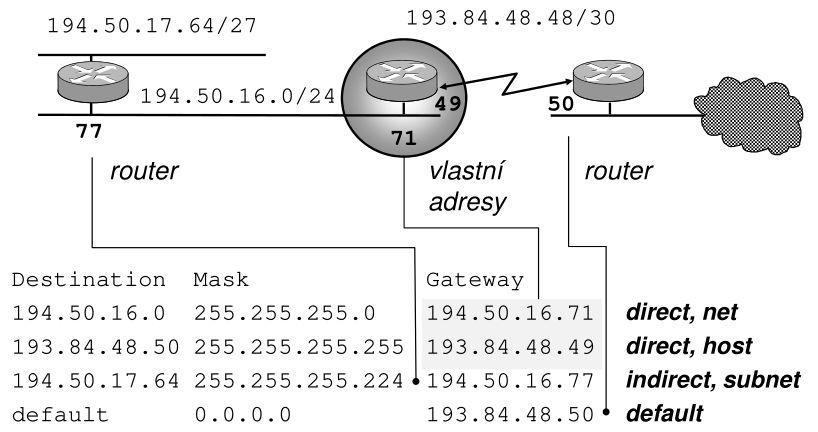 193.84.48.48/30
194.50.17.64/27
194.50.16.0/24
49
50
77
71
router
vlastní
adresy
router
Destination Mask Gateway
194.50.16.0 255.255.255.0 194.50.16.71 direct, net
193.84.48.50 255.255.255.255 193.84.48.49 direct, host
194.50.17.64 255.255.255.224 194.50.16.77 indirect, subnet
default 0.0.0.0 193.84.48.50 default